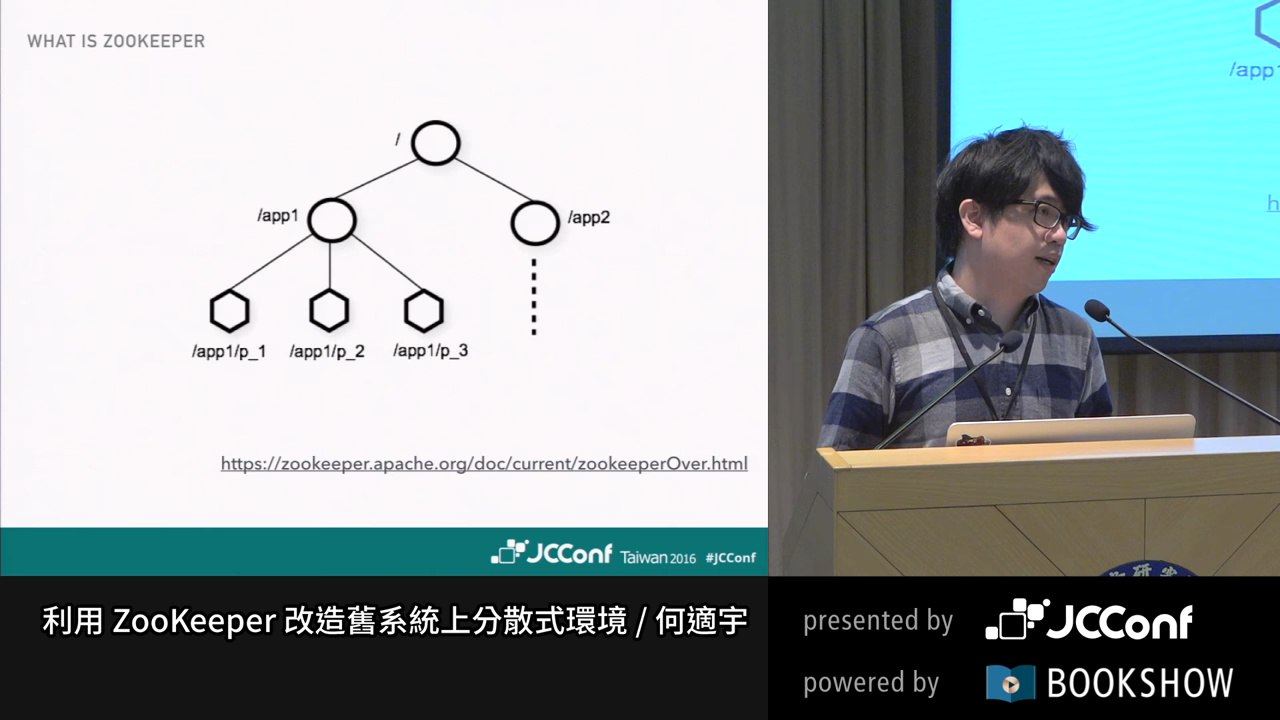 WHAT IS ZOOKEEPER
/
/app1
/app2
/app1/p_1
/app1/p_2
/app1/p_3
https://zookeeper.apache.org/doc/current/zookeeperOver.html
JCConf Taiwan 2016 #JCConf
/app1
h
利用 ZooKeeper 改造舊系統上分散式環境 / 何適宇
presented by JCConf
powered by BOOKSHOW